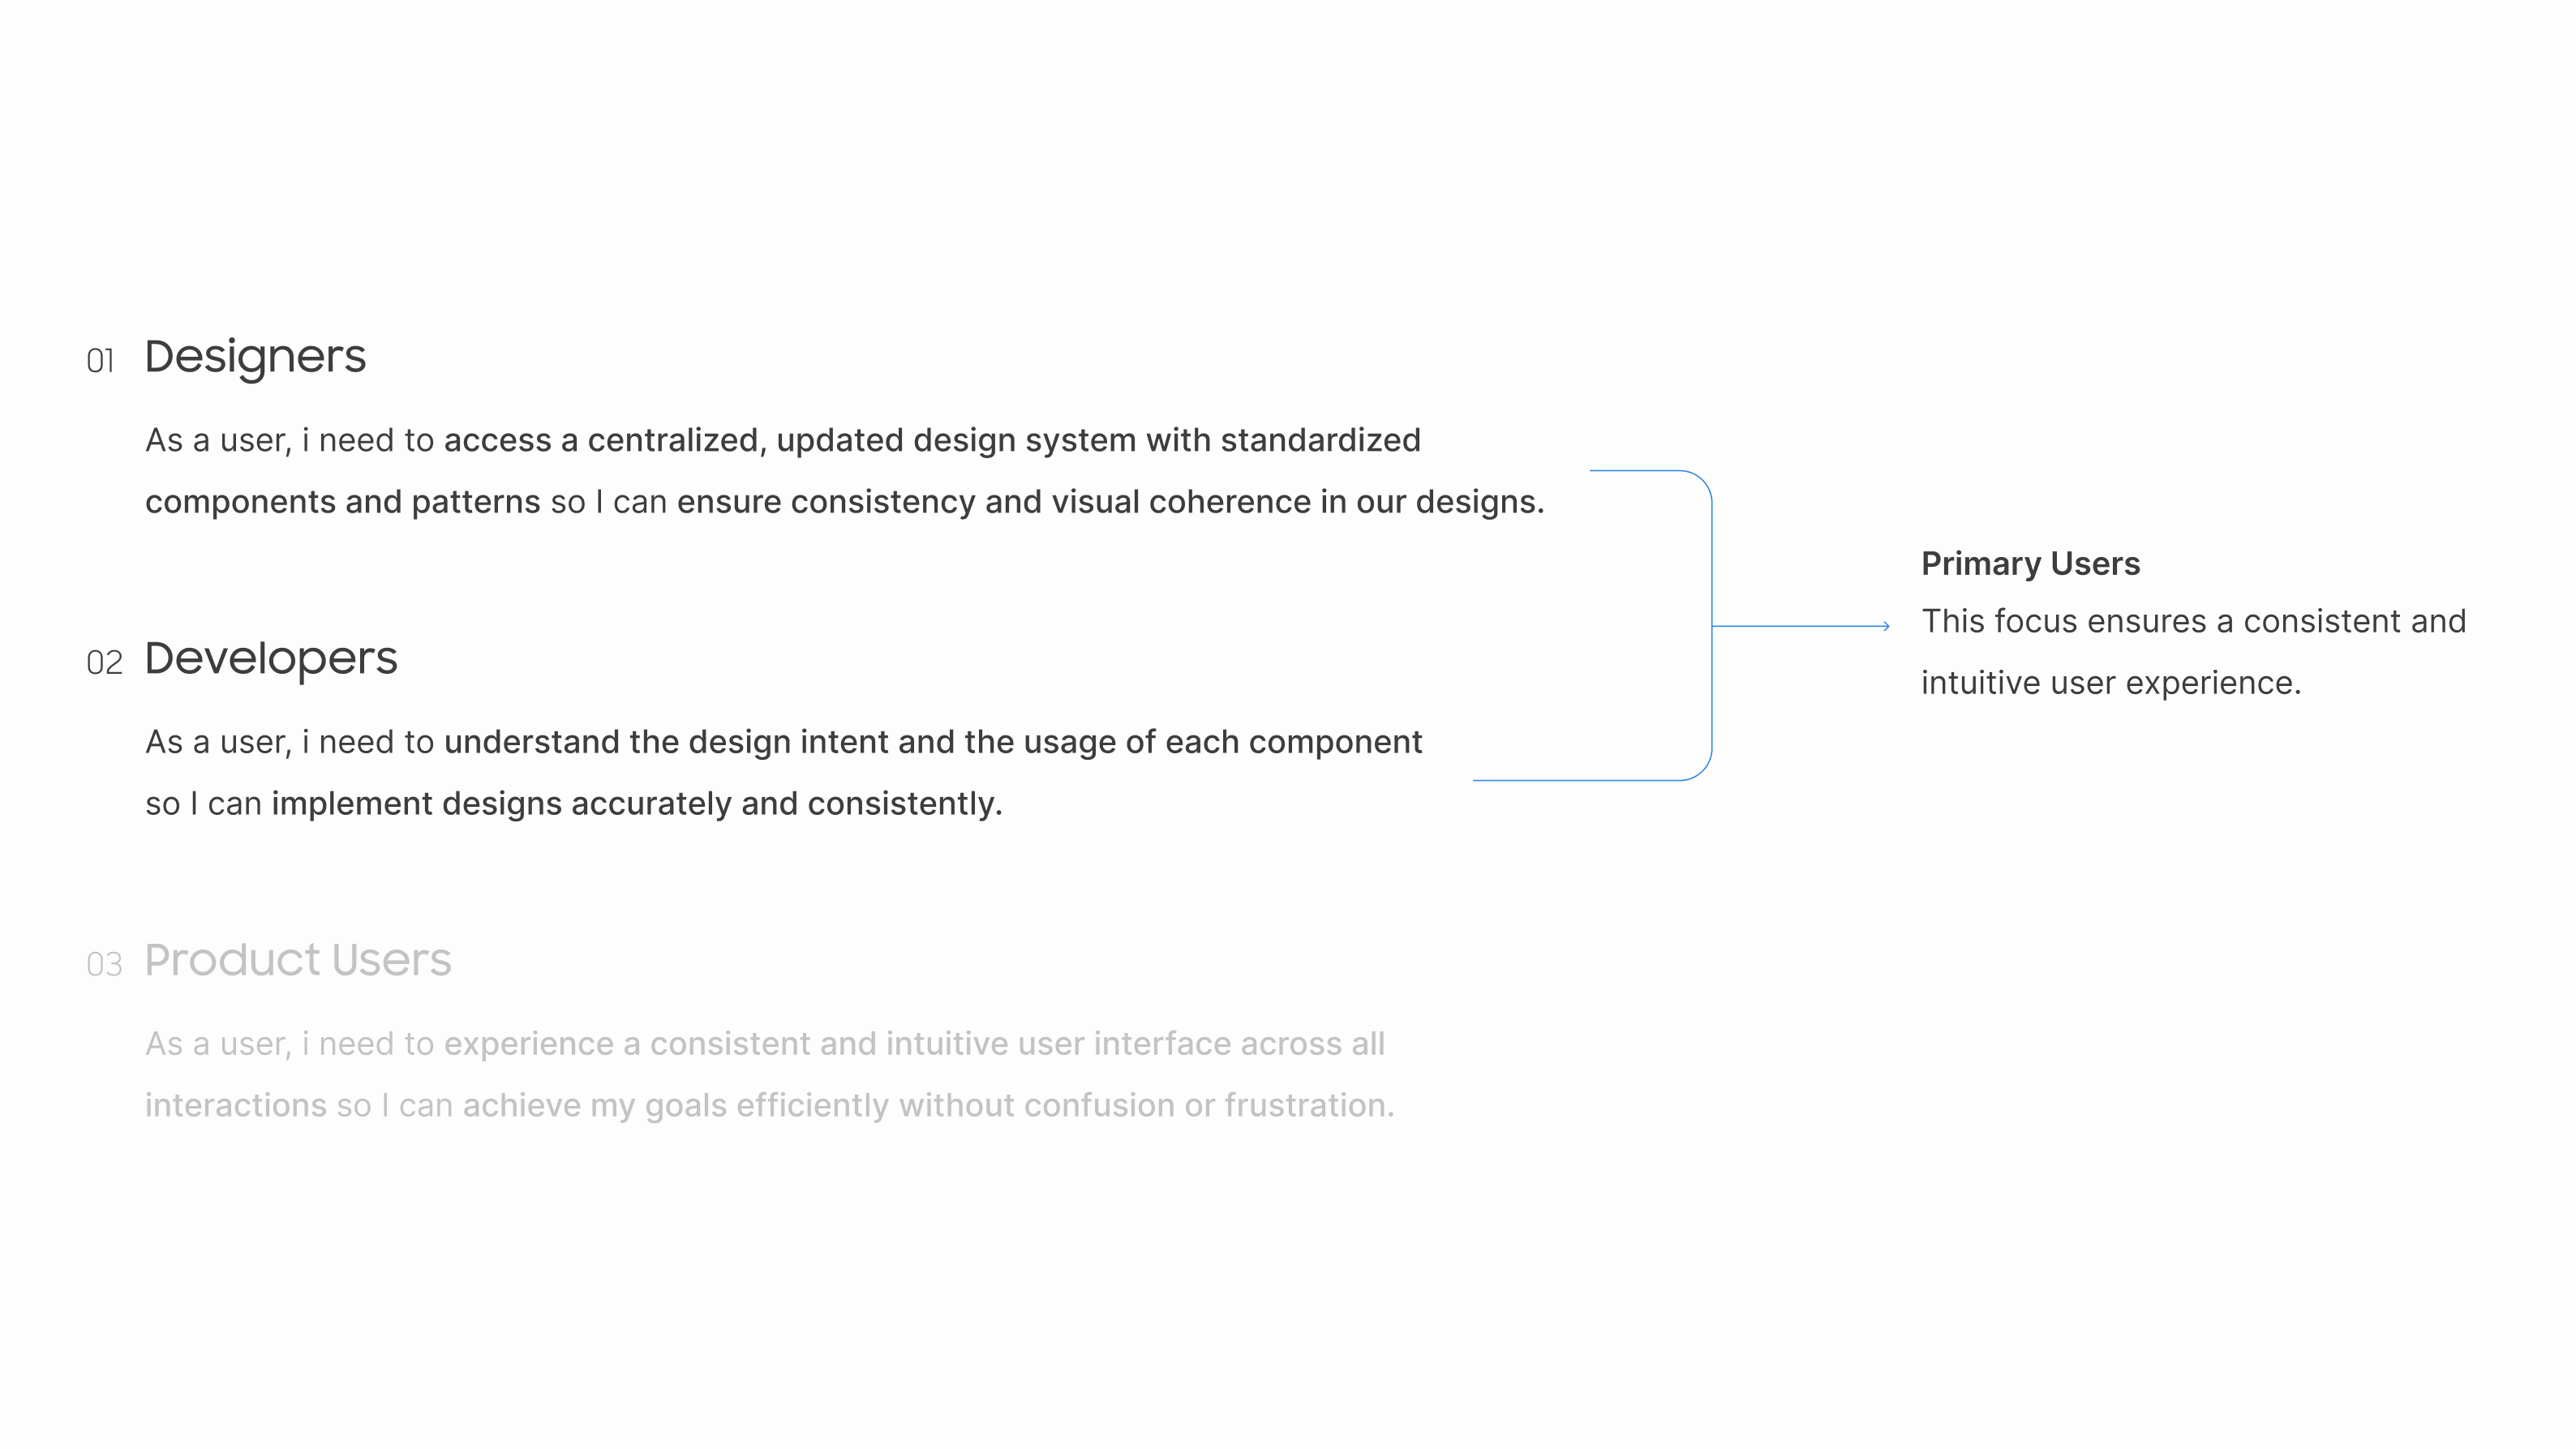 01 Designers
As a user, i need to access a centralized, updated design system with standardized
components and patterns so I can ensure consistency and visual coherence in our designs.
02 Developers
As a user, i need to understand the design intent and the usage of each component
so I can implement designs accurately and consistently.
03 Product Users
As a user, i need to experience a consistent and intuitive user interface across all
interactions so I can achieve my goals efficiently without confusion or frustration.
Primary Users
This focus ensures a consistent and
intuitive user experience.